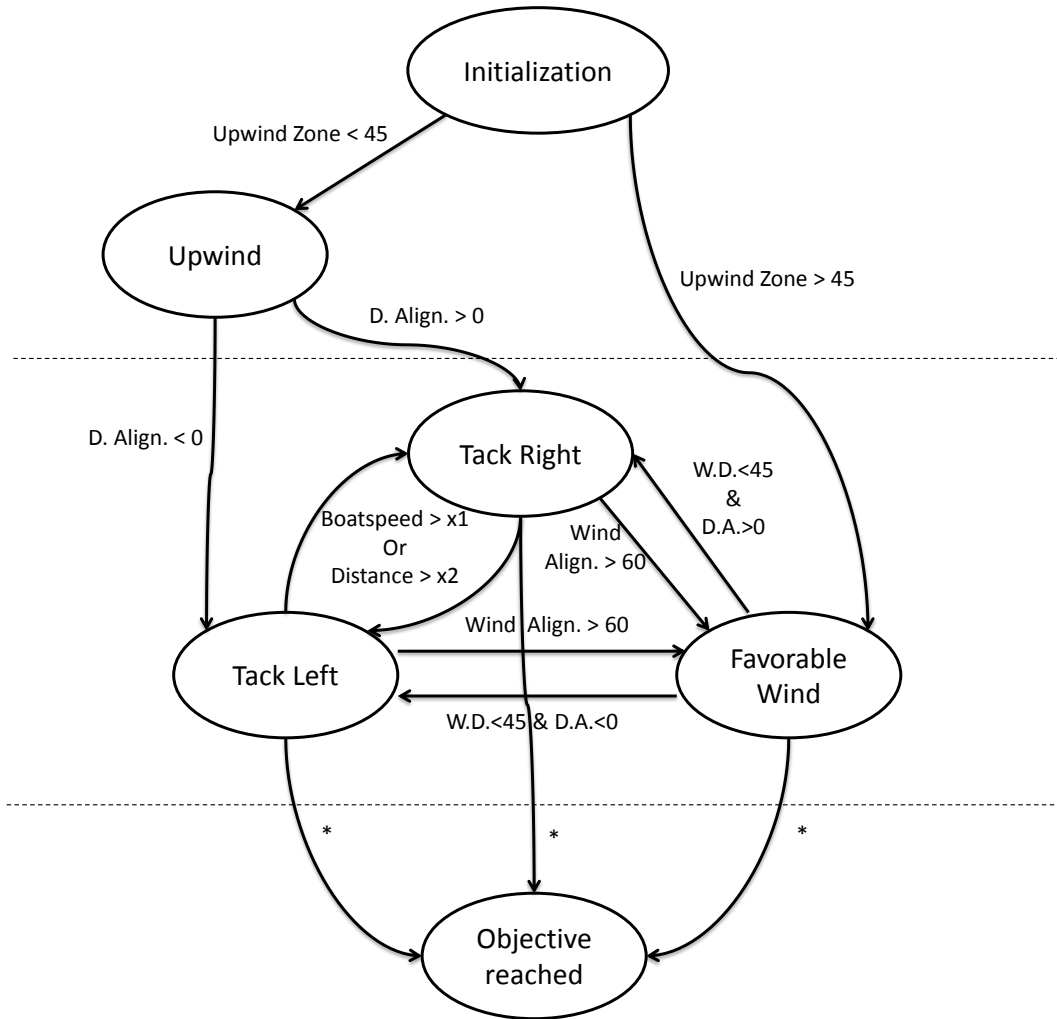 Initialization
Upwind Zone < 45
Upwind
Upwind Zone > 45
D. Align. > 0
D. Align. < 0
Tack Right
W.D.<45
&
D.A.>0
Boatspeed > x1
Or
Distance > x2
Wind
Align. > 60
Wind Align. > 60
Tack Left
Favorable
Wind
W.D.<45 & D.A.<0
*
*
*
Objective
reached